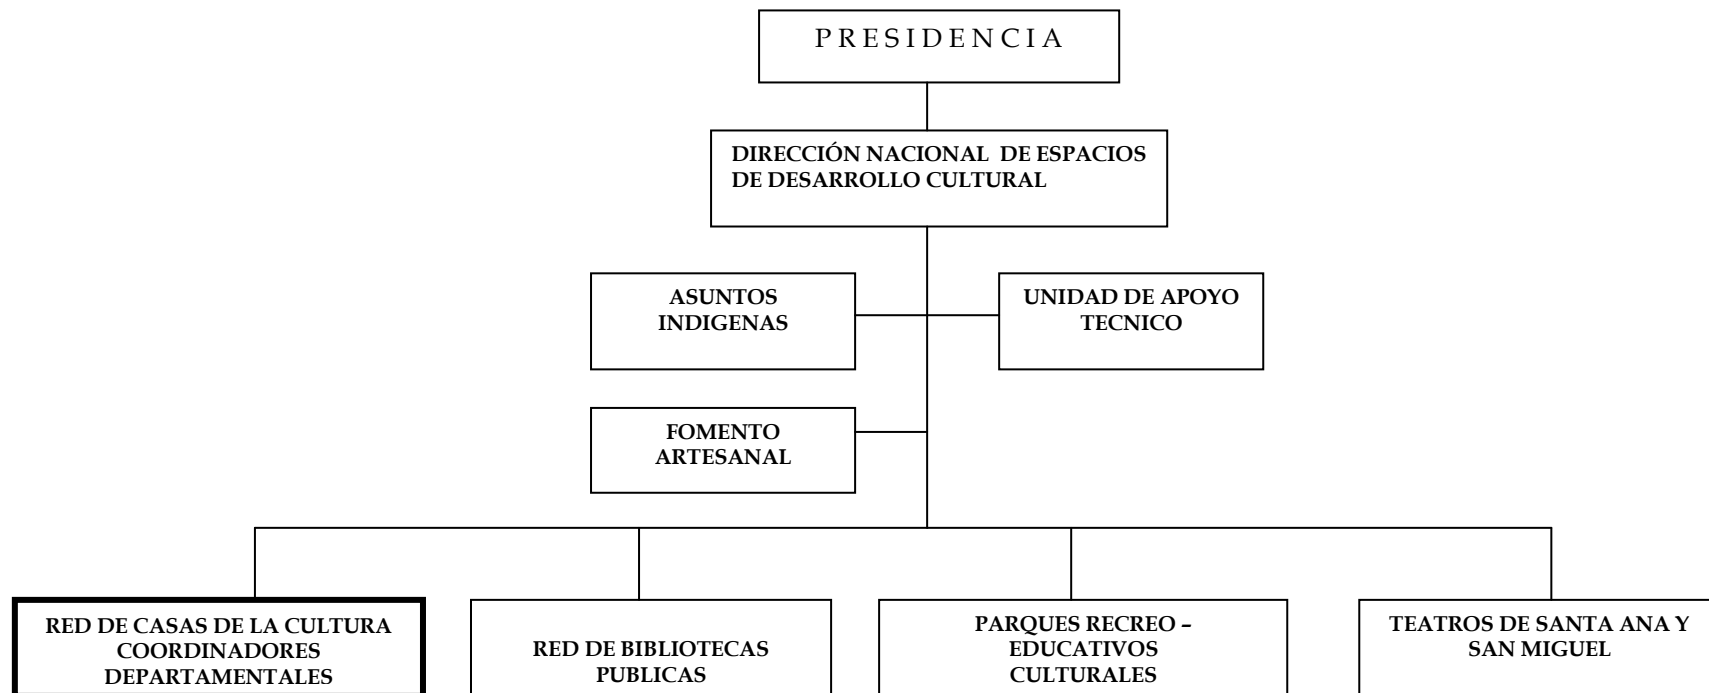 PRESIDENCIA
DIRECCIÓN NACIONAL DE ESPACIOS
DE DESARROLLO CULTURAL
ASUNTOS
INDIGENAS
UNIDAD DE APOYO
TECNICO
FOMENTO
ARTESANAL
RED DE CASAS DE LA CULTURA
COORDINADORES
DEPARTAMENTALES
RED DE BIBLIOTECAS
PUBLICAS
PARQUES RECREO –
EDUCATIVOS
CULTURALES
TEATROS DE SANTA ANA Y
SAN MIGUEL